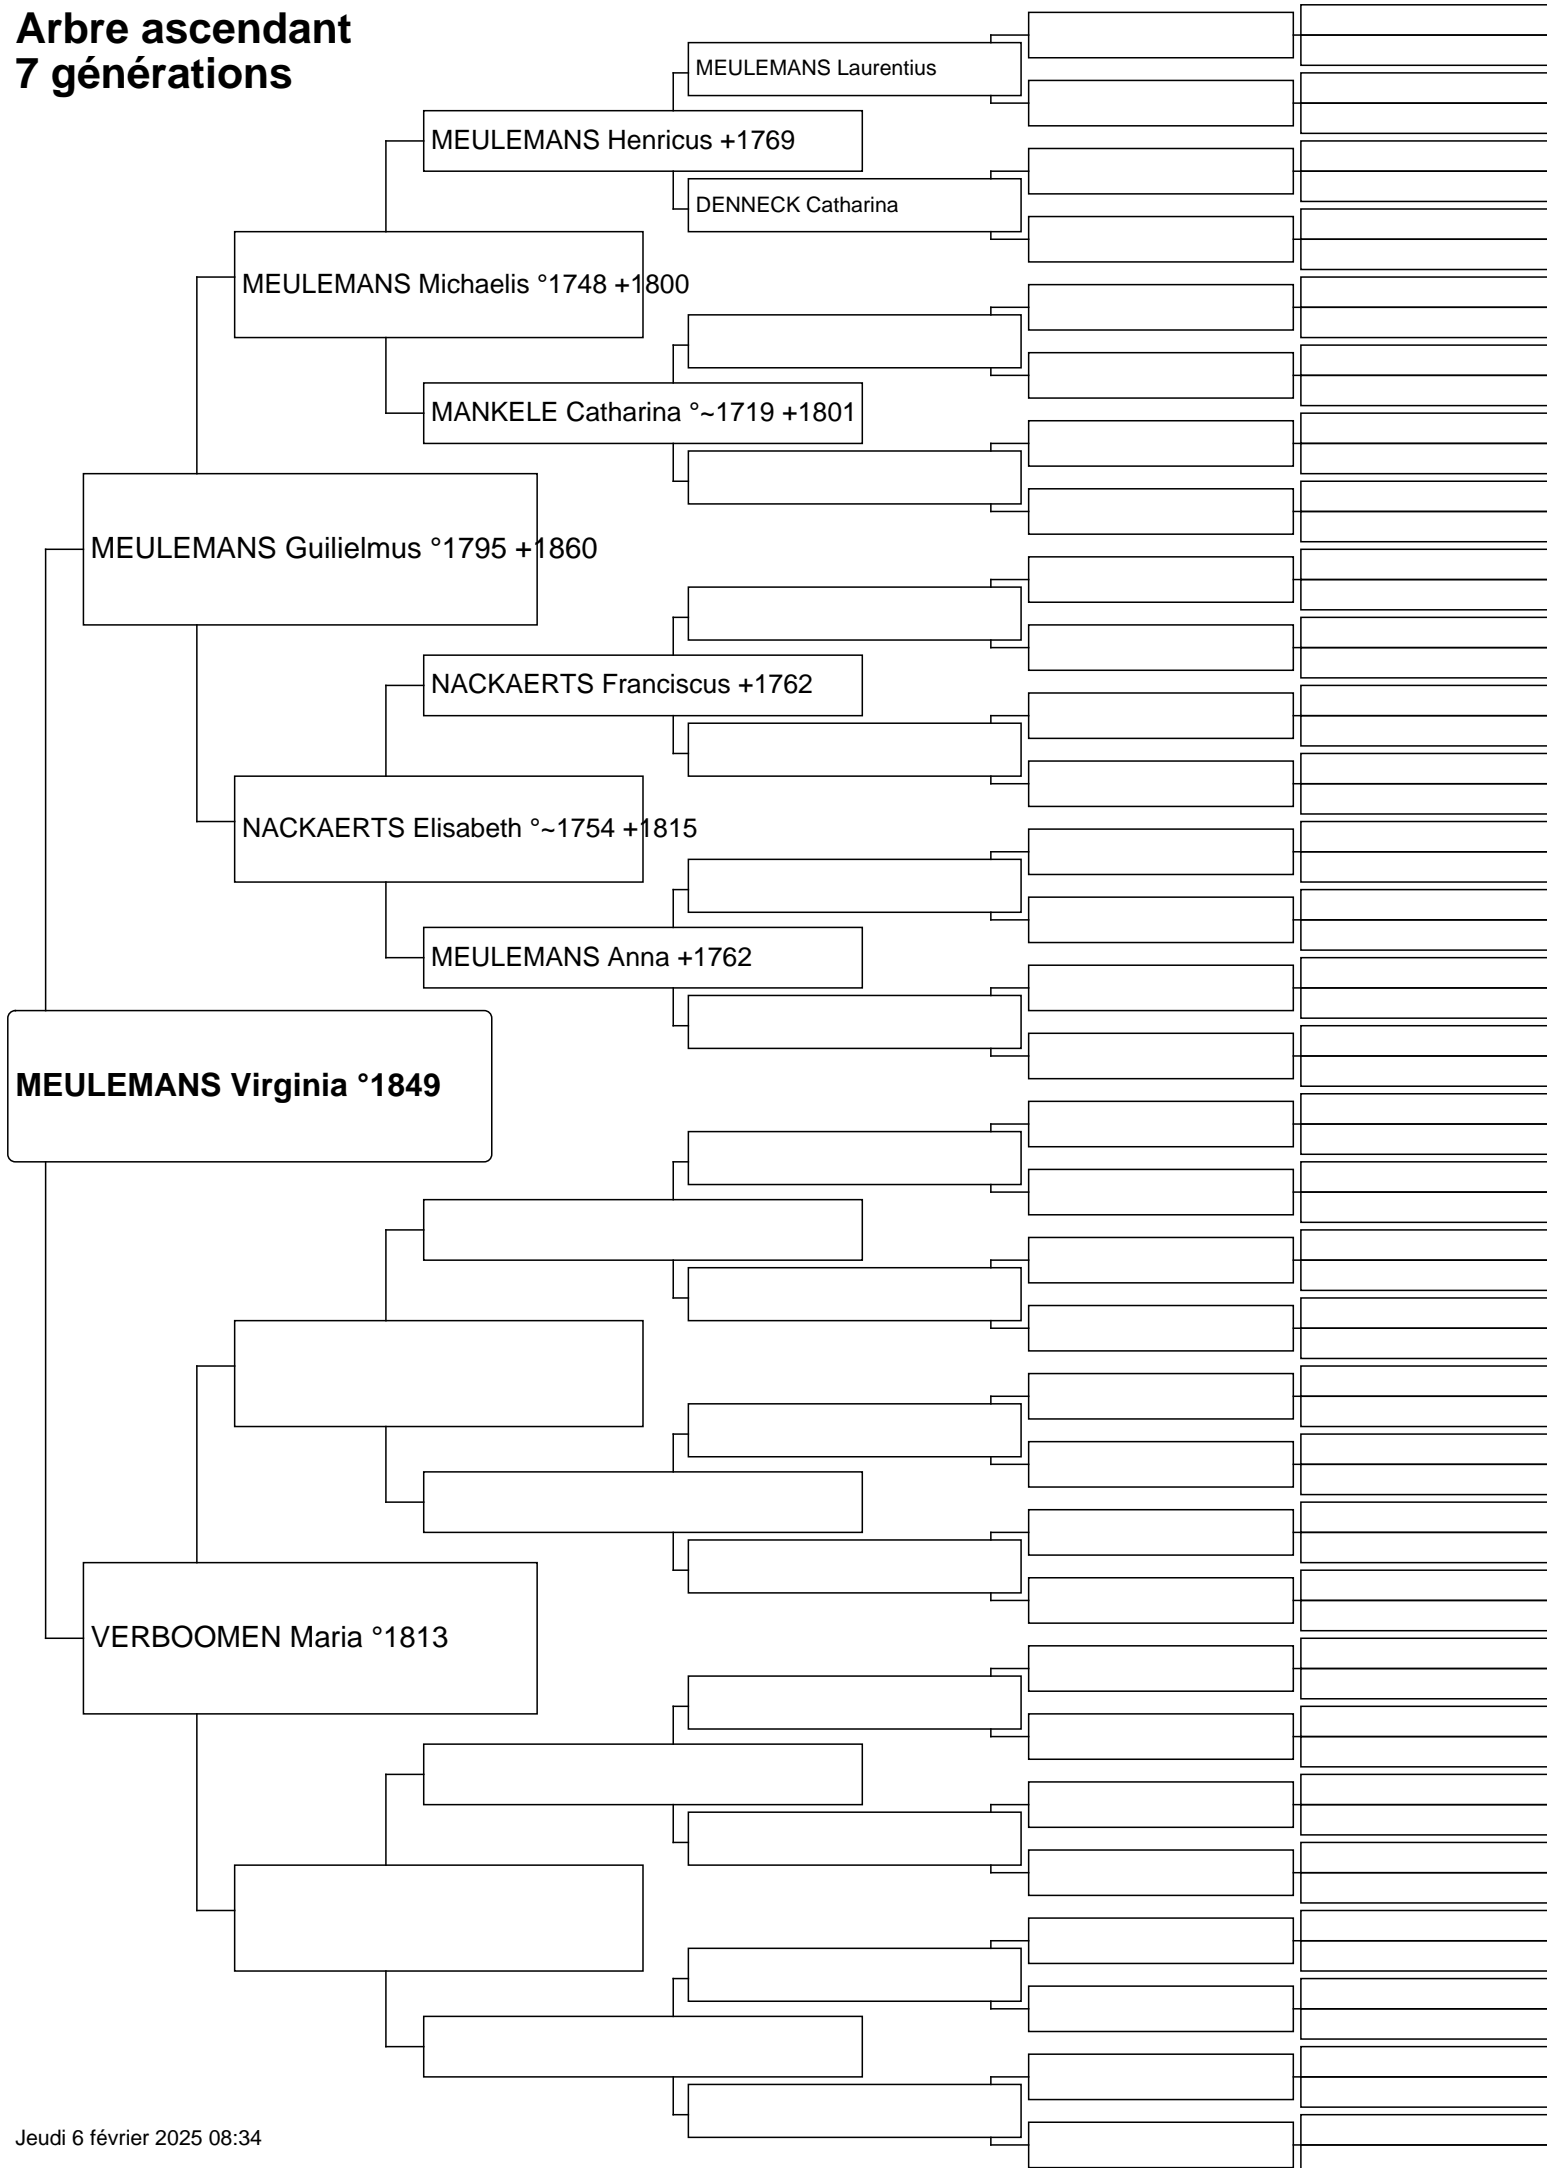 Arbre ascendant
7 générations
MEULEMANS Laurentius
MEULEMANS Henricus +1769
DENNECK Catharina
MEULEMANS Michaelis °1748 +1800
MANKELE Catharina °~1719 +1801
MEULEMANS Guilielmus °1795 +1860
NACKAERTS Franciscus +1762
NACKAERTS Elisabeth °~1754 +1815
MEULEMANS Anna +1762
MEULEMANS Virginia °1849
VERBOOMEN Maria °1813
Jeudi 6 février 2025 08:34